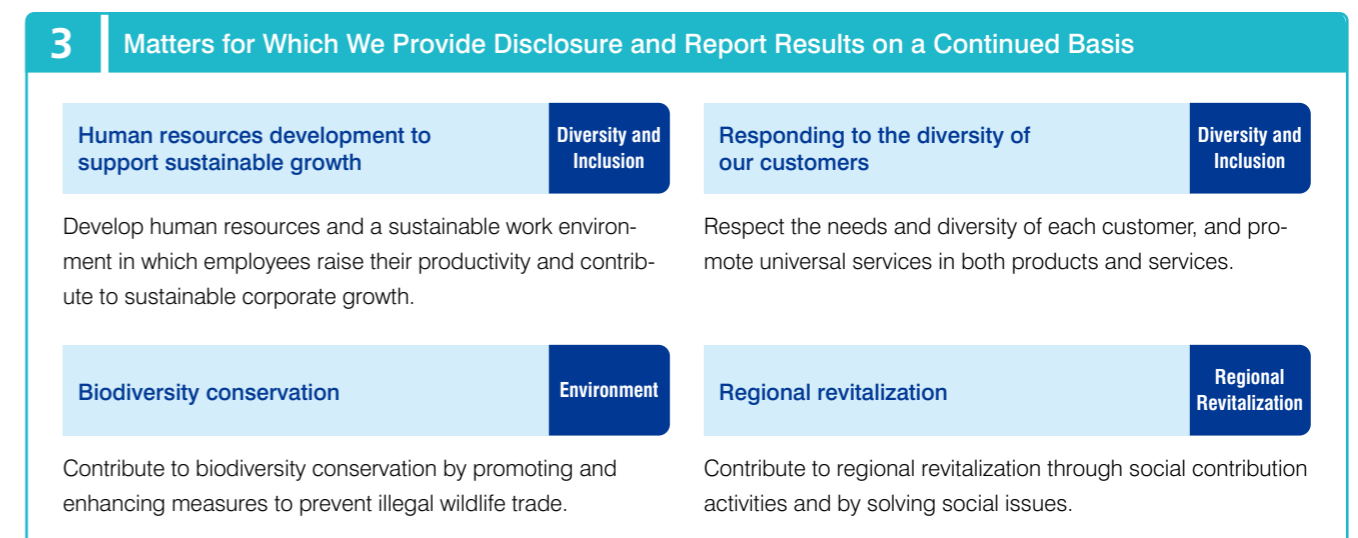 3
Matters for Which We Provide Disclosure and Report Results on a Continued Basis
Human resources development to
support sustainable growth
Diversity and
Inclusion
Develop human resources and a sustainable work environ-
ment in which employees raise their productivity and contrib-
ute to sustainable corporate growth.
Responding to the diversity of
our customers
Diversity and
Inclusion
Respect the needs and diversity of each customer, and pro-
mote universal services in both products and services.
Biodiversity conservation
Environment
Contribute to biodiversity conservation by promoting and
enhancing measures to prevent illegal wildlife trade.
Regional revitalization
Regional
Revitalization
Contribute to regional revitalization through social contribution
activities and by solving social issues.